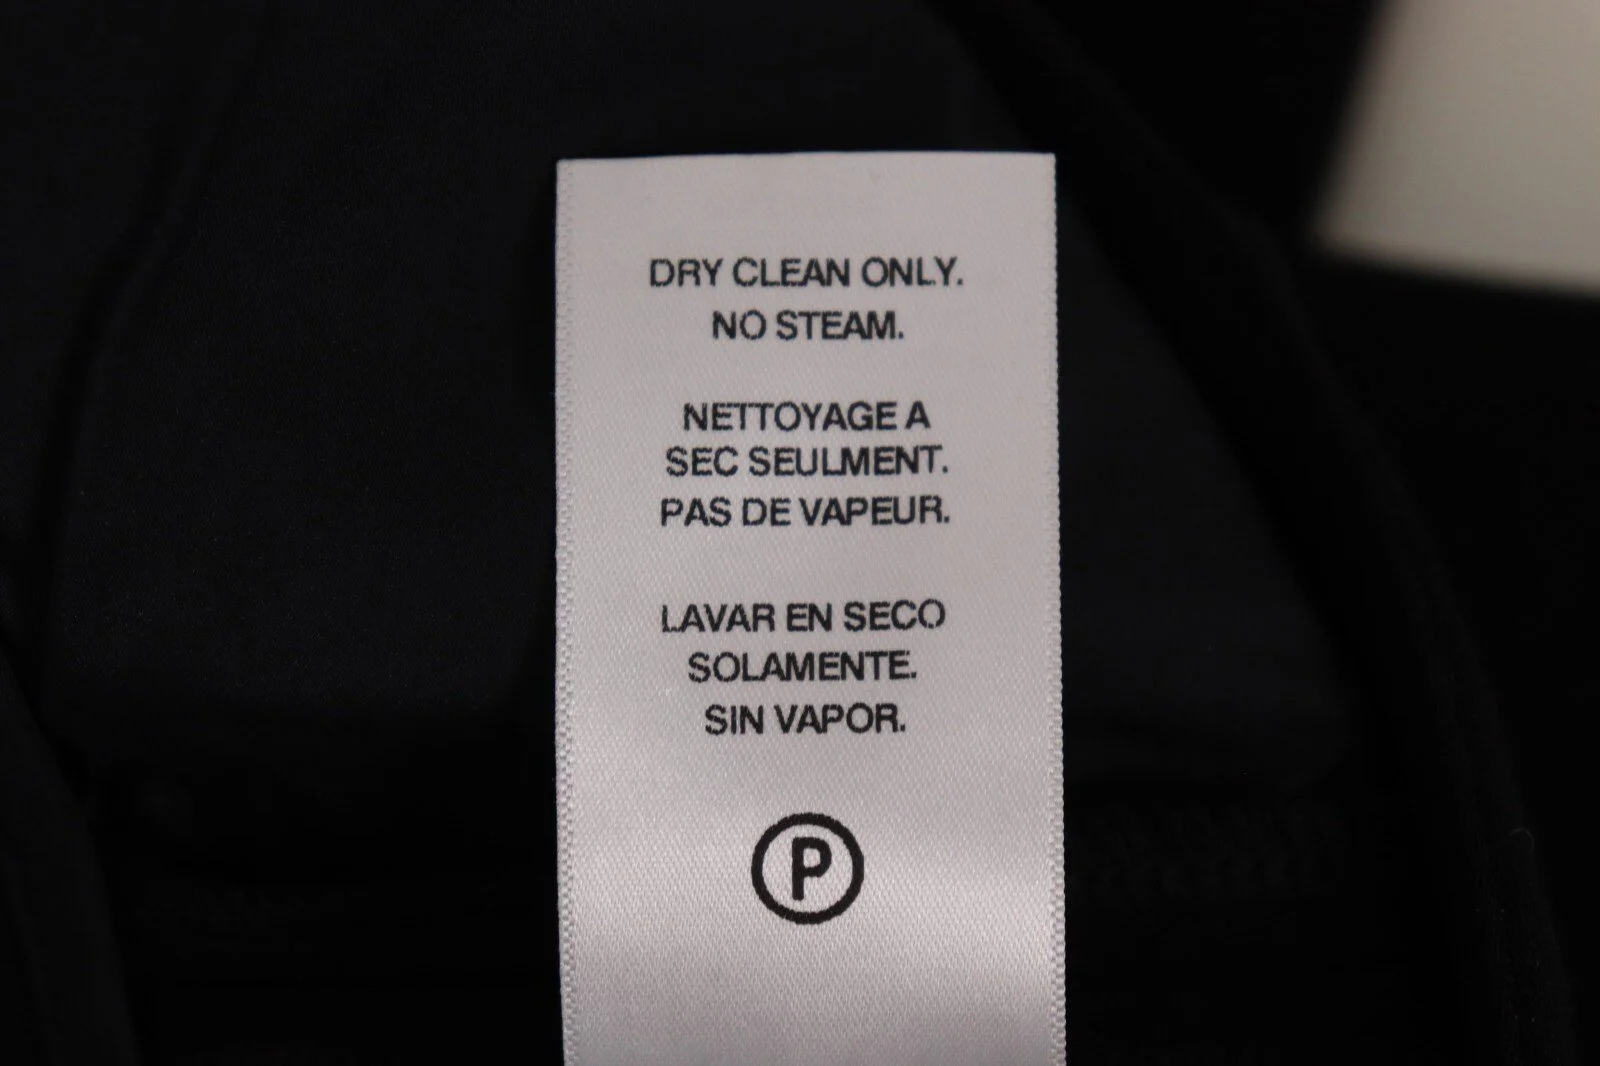 DRY CLEAN ONLY.
NO STEAM.
NETTOYAGE A
SEC SEULMENT.
PAS DE VAPEUR.
LAVAR EN SECO
SOLAMENTE.
SIN VAPOR.
P